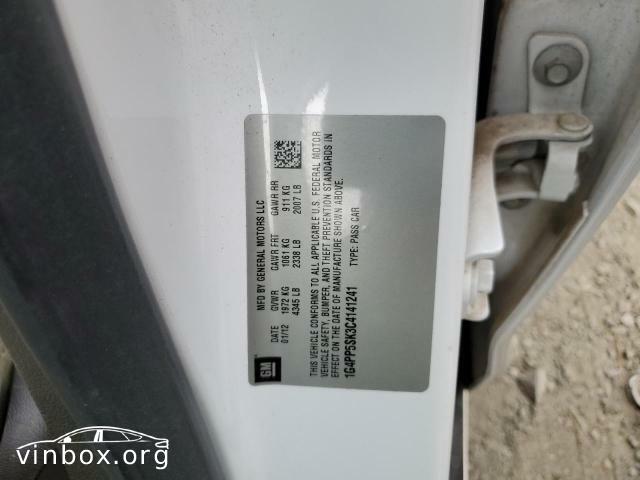 MFD BY GENERAL MOTORS LLC
DATE GVWR GAWR FRT GAWR RR
01/12 1972 KG 1061 KG 911 KG
4345 LB 2338 LB 2007 LB
THIS VEHICLE CONFORMS TO ALL APPLICABLE U.S. FEDERAL MOTOR
VEHICLE SAFETY, BUMPER, AND THEFT PREVENTION STANDARDS IN
EFFECT ON THE DATE OF MANUFACTURE SHOWN ABOVE.
1G4PP5SK3C4141241 TYPE: PASS CAR
GM
vinbox.org